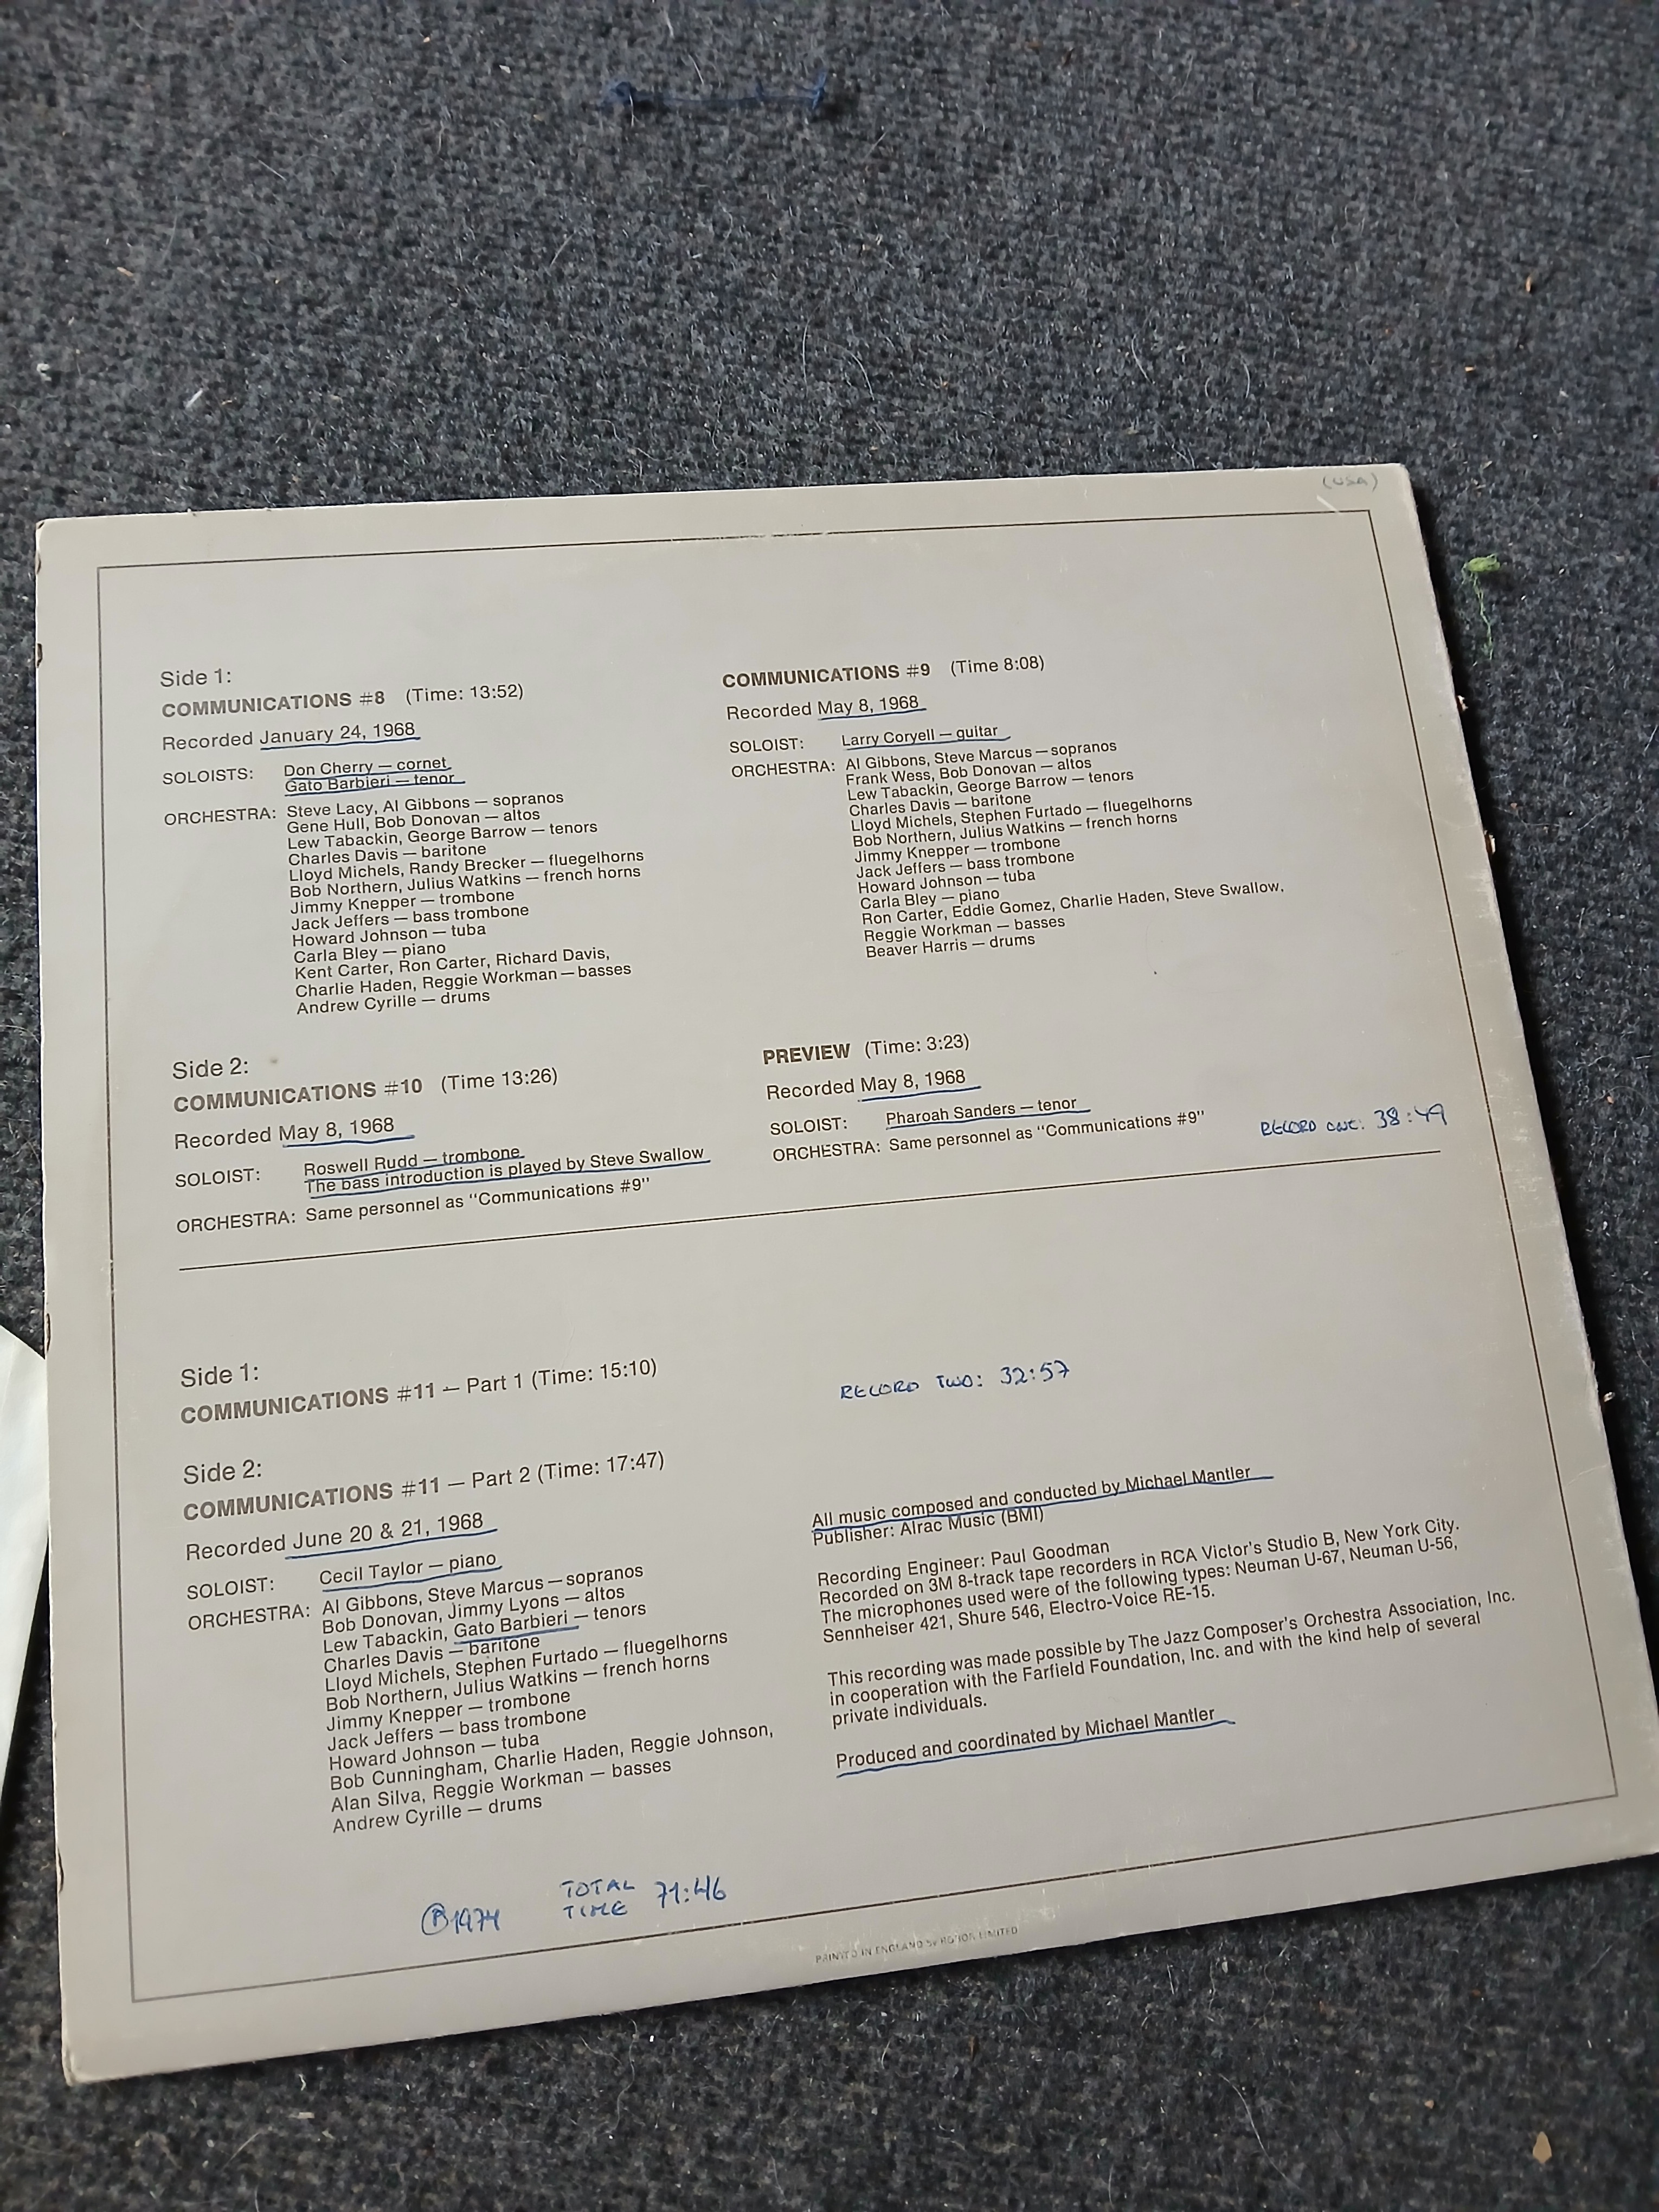 (USA)
Side 1:
COMMUNICATIONS #8 (Time: 13:52)
Recorded January 24, 1968
SOLOISTS: Don Cherry — cornet
Gato Barbieri — tenor
ORCHESTRA: Steve Lacy, Al Gibbons — sopranos
Gene Hull, Bob Donovan — altos
Lew Tabackin, George Barrow — tenors
Charles Davis — baritone
Lloyd Michels, Randy Brecker — fluegelhorns
Bob Northern, Julius Watkins — french horns
Jimmy Knepper — trombone
Jack Jeffers — bass trombone
Howard Johnson — tuba
Carla Bley — piano
Kent Carter, Ron Carter, Richard Davis,
Charlie Haden, Reggie Workman — basses
Andrew Cyrille — drums
COMMUNICATIONS #9 (Time 8:08)
Recorded May 8, 1968
SOLOIST: Larry Coryell — guitar
ORCHESTRA: Al Gibbons, Steve Marcus — sopranos
Frank Wess, Bob Donovan — altos
Lew Tabackin, George Barrow — tenors
Charles Davis — baritone
Lloyd Michels, Stephen Furtado — fluegelhorns
Bob Northern, Julius Watkins — french horns
Jimmy Knepper — trombone
Jack Jeffers — bass trombone
Howard Johnson — tuba
Carla Bley — piano
Ron Carter, Eddie Gomez, Charlie Haden, Steve Swallow,
Reggie Workman — basses
Beaver Harris — drums
Side 2:
COMMUNICATIONS #10 (Time 13:26)
Recorded May 8, 1968
SOLOIST: Roswell Rudd — trombone
The bass introduction is played by Steve Swallow
ORCHESTRA: Same personnel as "Communications #9"
PREVIEW (Time: 3:23)
Recorded May 8, 1968
SOLOIST: Pharoah Sanders — tenor
ORCHESTRA: Same personnel as "Communications #9"
RECORD ONE: 38:49
Side 1:
COMMUNICATIONS #11 — Part 1 (Time: 15:10)
RECORD TWO: 32:57
Side 2:
COMMUNICATIONS #11 — Part 2 (Time: 17:47)
Recorded June 20 & 21, 1968
SOLOIST: Cecil Taylor — piano
ORCHESTRA: Al Gibbons, Steve Marcus — sopranos
Bob Donovan, Jimmy Lyons — altos
Lew Tabackin, Gato Barbieri — tenors
Charles Davis — baritone
Lloyd Michels, Stephen Furtado — fluegelhorns
Bob Northern, Julius Watkins — french horns
Jimmy Knepper — trombone
Jack Jeffers — bass trombone
Howard Johnson — tuba
Bob Cunningham, Charlie Haden, Reggie Johnson,
Alan Silva, Reggie Workman — basses
Andrew Cyrille — drums
All music composed and conducted by Michael Mantler
Publisher: Alrac Music (BMI)
Recording Engineer: Paul Goodman
Recorded on 3M 8-track tape recorders in RCA Victor's Studio B, New York City.
The microphones used were of the following types: Neuman U-67, Neuman U-56,
Sennheiser 421, Shure 546, Electro-Voice RE-15.
This recording was made possible by The Jazz Composer's Orchestra Association, Inc.
in cooperation with the Farfield Foundation, Inc. and with the kind help of several
private individuals.
Produced and coordinated by Michael Mantler
Ⓟ1974 TOTAL TIME 71:46
PRINTED IN ENGLAND BY ROBOR LIMITED